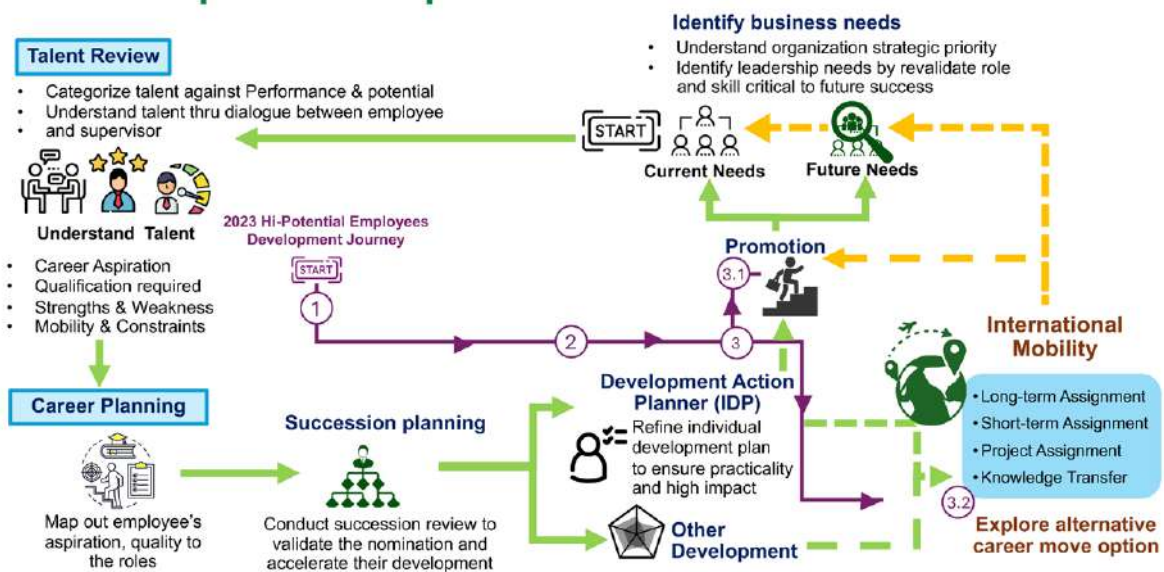 Identify business needs
• Understand organization strategic priority
• Identify leadership needs by revalidate role
and skill critical to future success
Talent Review
• Categorize talent against Performance & potential
• Understand talent thru dialogue between employee
• and supervisor
START
Current Needs
Future Needs
Understand Talent
2023 Hi-Potential Employees
Development Journey
START
• Career Aspiration
• Qualification required
• Strengths & Weakness
• Mobility & Constraints
1
2
3
3.1
Promotion
International
Mobility
• Long-term Assignment
• Short-term Assignment
• Project Assignment
• Knowledge Transfer
3.2
Explore alternative
career move option
Career Planning
Map out employee's
aspiration, quality to
the roles
Succession planning
Conduct succession review to
validate the nomination and
accelerate their development
Development Action
Planner (IDP)
Refine individual
development plan
to ensure practicality
and high impact
Other
Development